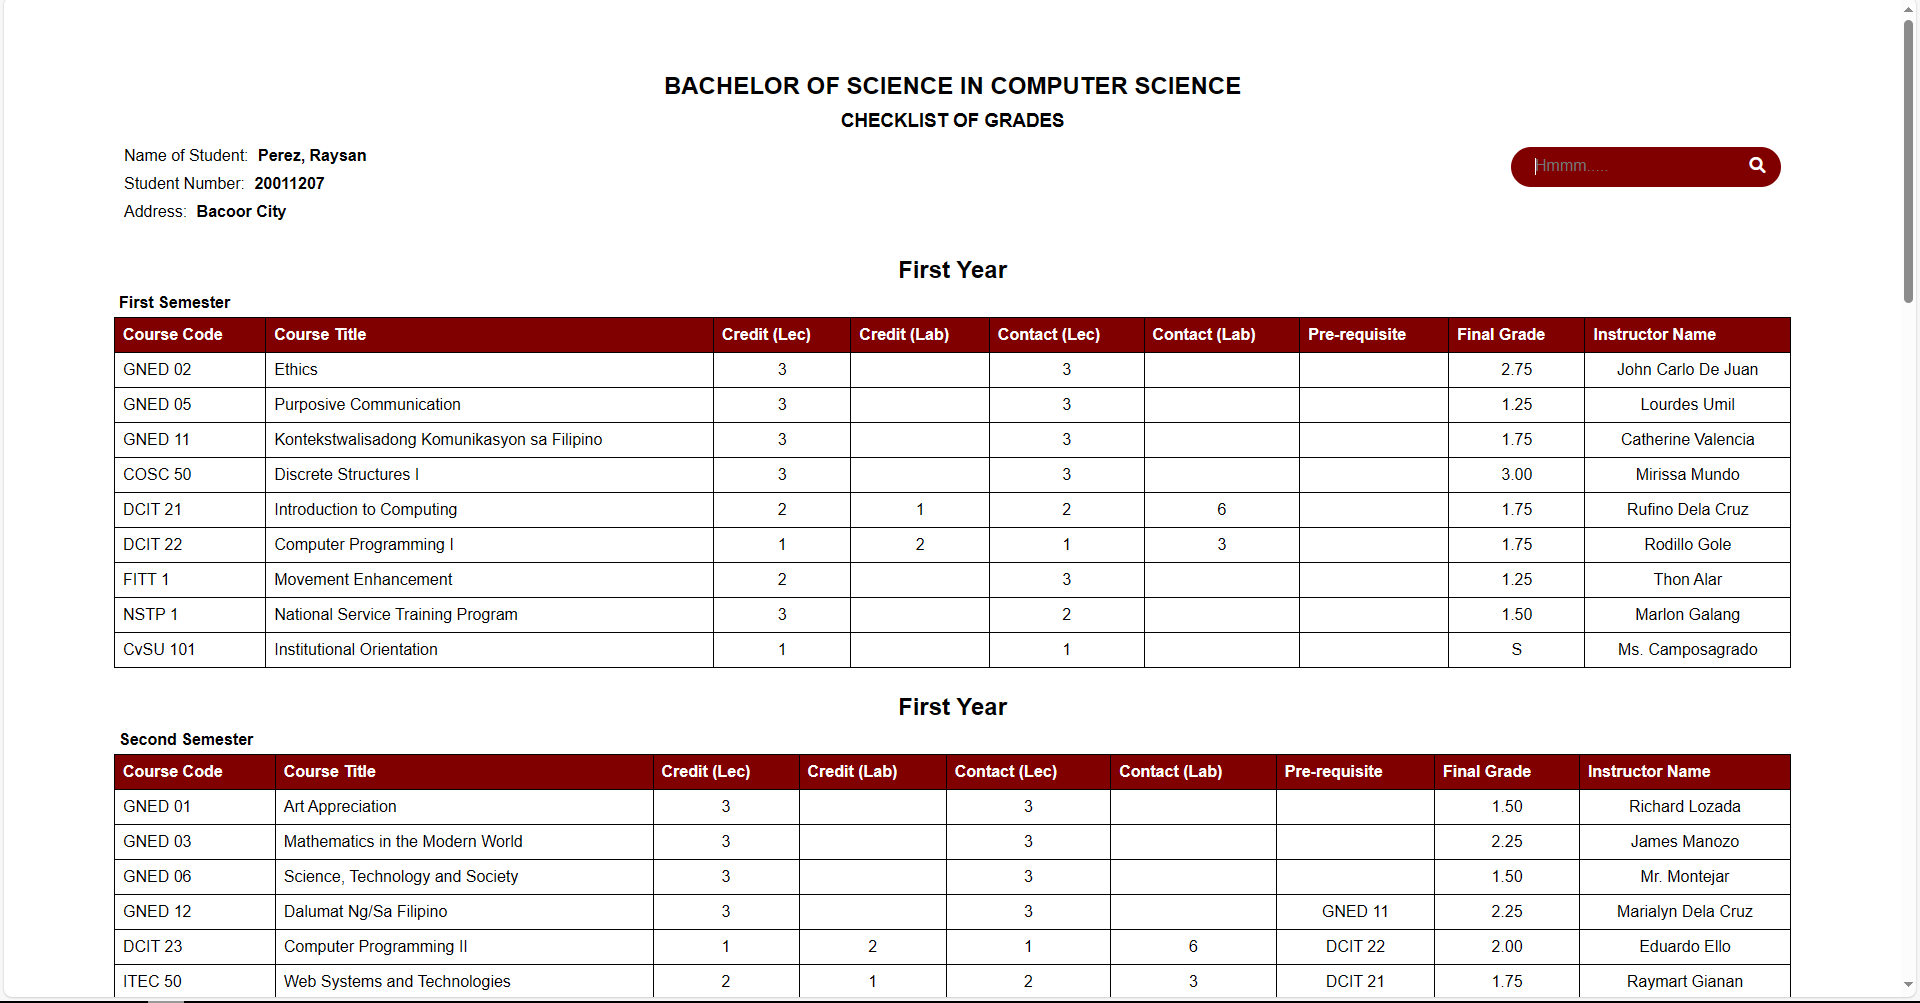 BACHELOR OF SCIENCE IN COMPUTER SCIENCE
CHECKLIST OF GRADES
Name of Student: Perez, Raysan
Hmmm.....
Student Number: 20011207
Address: Bacoor City
First Year
First Semester
Course Code Course Title Credit (Lec) Credit (Lab) Contact (Lec) Contact (Lab) Pre-requisite Final Grade Instructor Name
GNED 02 Ethics 3 3 2.75 John Carlo De Juan
GNED 05 Purposive Communication 3 3 1.25 Lourdes Umil
GNED 11 Kontekstwalisadong Komunikasyon sa Filipino 3 3 1.75 Catherine Valencia
COSC 50 Discrete Structures I 3 3 3.00 Mirissa Mundo
DCIT 21 Introduction to Computing 2 1 2 6 1.75 Rufino Dela Cruz
DCIT 22 Computer Programming I 1 2 1 3 1.75 Rodillo Gole
FITT 1 Movement Enhancement 2 3 1.25 Thon Alar
NSTP 1 National Service Training Program 3 2 1.50 Marlon Galang
CvSU 101 Institutional Orientation 1 1 S Ms. Camposagrado
First Year
Second Semester
Course Code Course Title Credit (Lec) Credit (Lab) Contact (Lec) Contact (Lab) Pre-requisite Final Grade Instructor Name
GNED 01 Art Appreciation 3 3 1.50 Richard Lozada
GNED 03 Mathematics in the Modern World 3 3 2.25 James Manozo
GNED 06 Science, Technology and Society 3 3 1.50 Mr. Montejar
GNED 12 Dalumat Ng/Sa Filipino 3 3 GNED 11 2.25 Marialyn Dela Cruz
DCIT 23 Computer Programming II 1 2 1 6 DCIT 22 2.00 Eduardo Ello
ITEC 50 Web Systems and Technologies 2 1 2 3 DCIT 21 1.75 Raymart Gianan